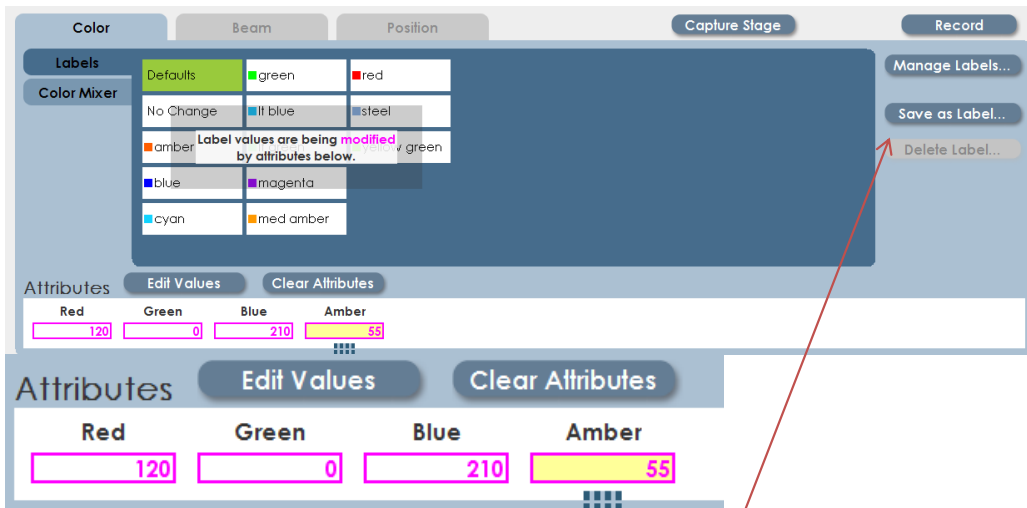 Color Beam Position Capture Stage Record
Labels
Color Mixer
Defaults green red
No Change lt blue steel
amber yellow green
Label values are being modified
by attributes below.
blue magenta
cyan med amber
Manage Labels...
Save as Label...
Delete Label...
Attributes Edit Values Clear Attributes
Red Green Blue Amber
120 0 210 55
Attributes Edit Values Clear Attributes
Red Green Blue Amber
120 0 210 55